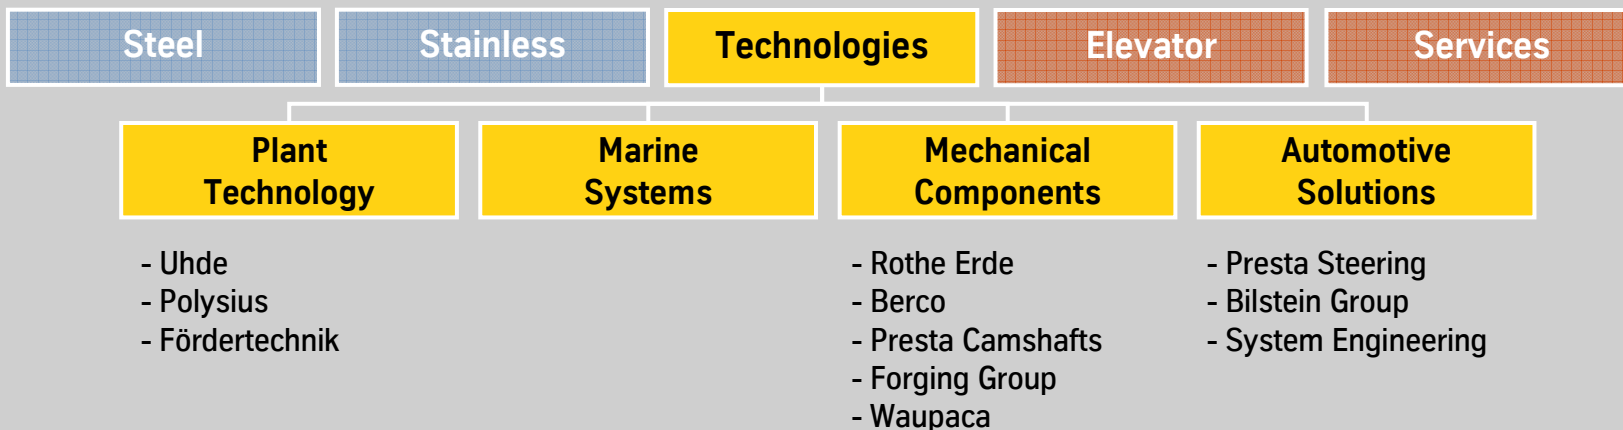 Steel
Stainless
Technologies
Elevator
Services
Plant
Technology
Marine
Systems
Mechanical
Components
Automotive
Solutions
- Uhde
- Polysius
- Fördertechnik
- Rothe Erde
- Berco
- Presta Camshafts
- Forging Group
- Waupaca
- Presta Steering
- Bilstein Group
- System Engineering